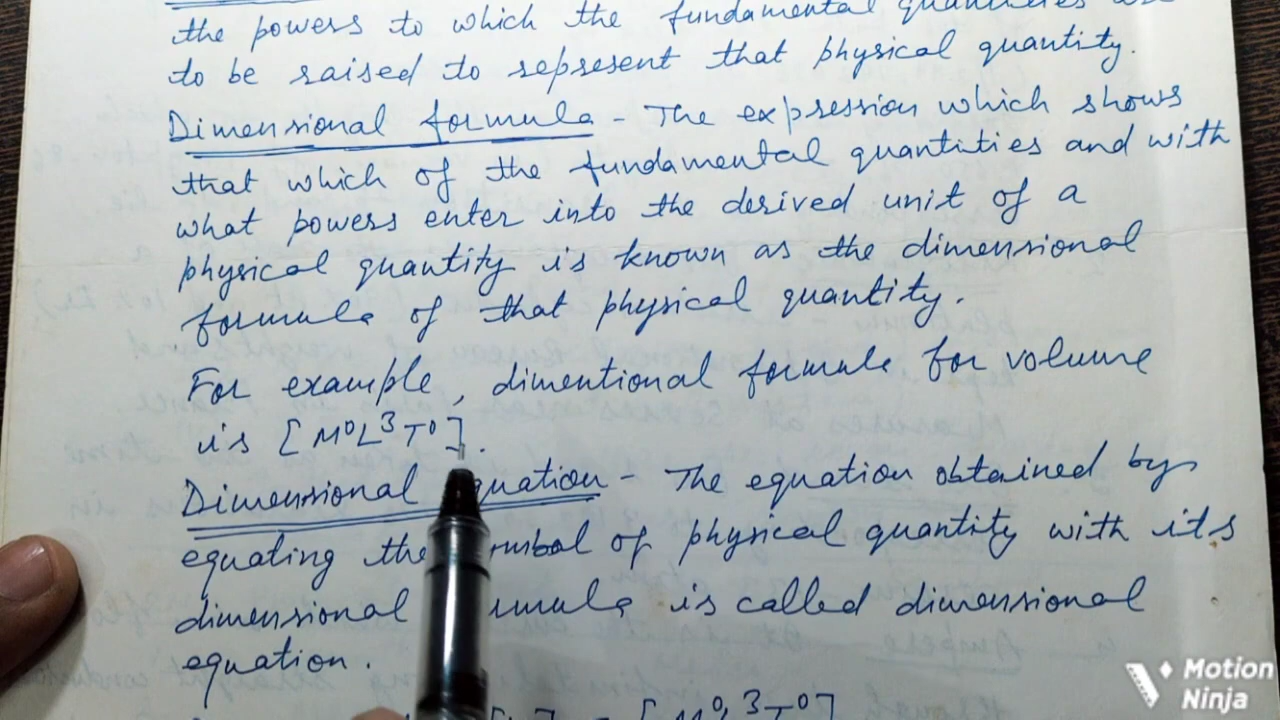 the powers to which the fundamental quantities are
to be raised to represent that physical quantity.
Dimensional formula - The expression which shows
that which of the fundamental quantities and with
what powers enter into the derived unit of a
physical quantity is known as the dimensional
formula of that physical quantity.
For example, dimentional formula for volume
is [M⁰L³T⁰].
Dimensional quation - The equation obtained by
equating the mbol of physical quantity with its
dimensional mula is called dimensional
equation.
[M⁰L³T⁰]
Motion
Ninja